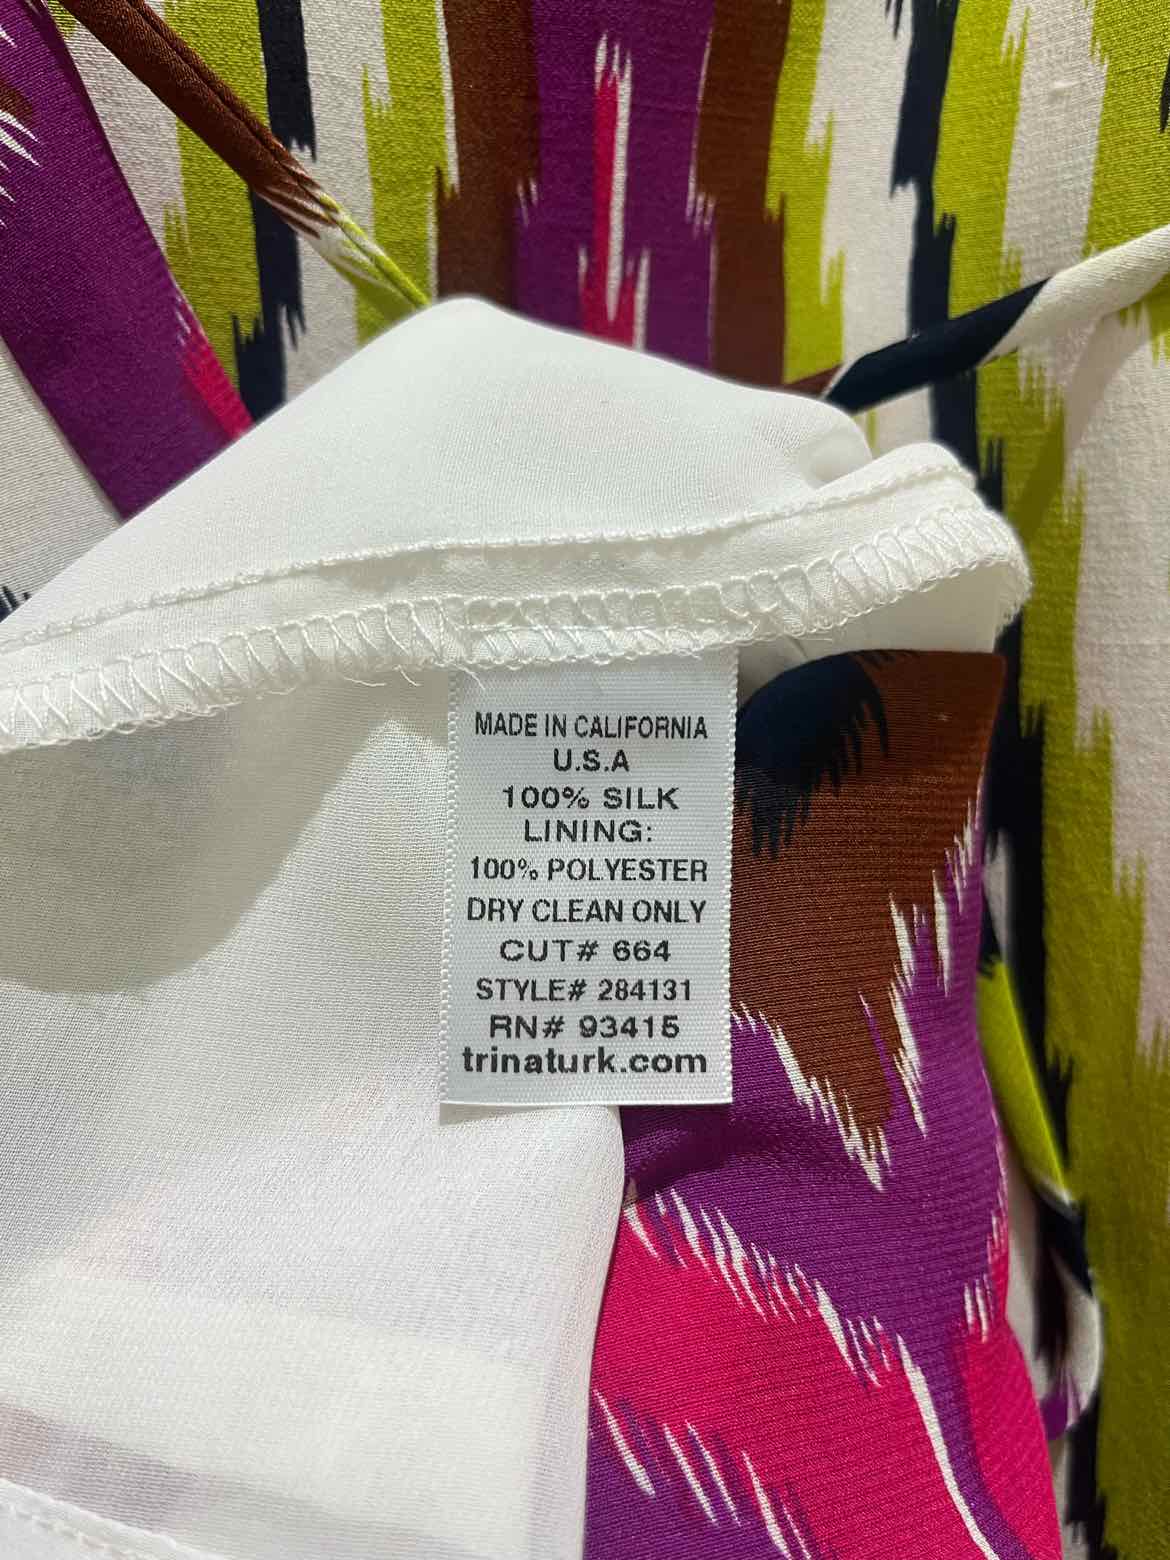 MADE IN CALIFORNIA
U.S.A
100% SILK
LINING:
100% POLYESTER
DRY CLEAN ONLY
CUT# 664
STYLE# 284131
RN# 93415
trinaturk.com